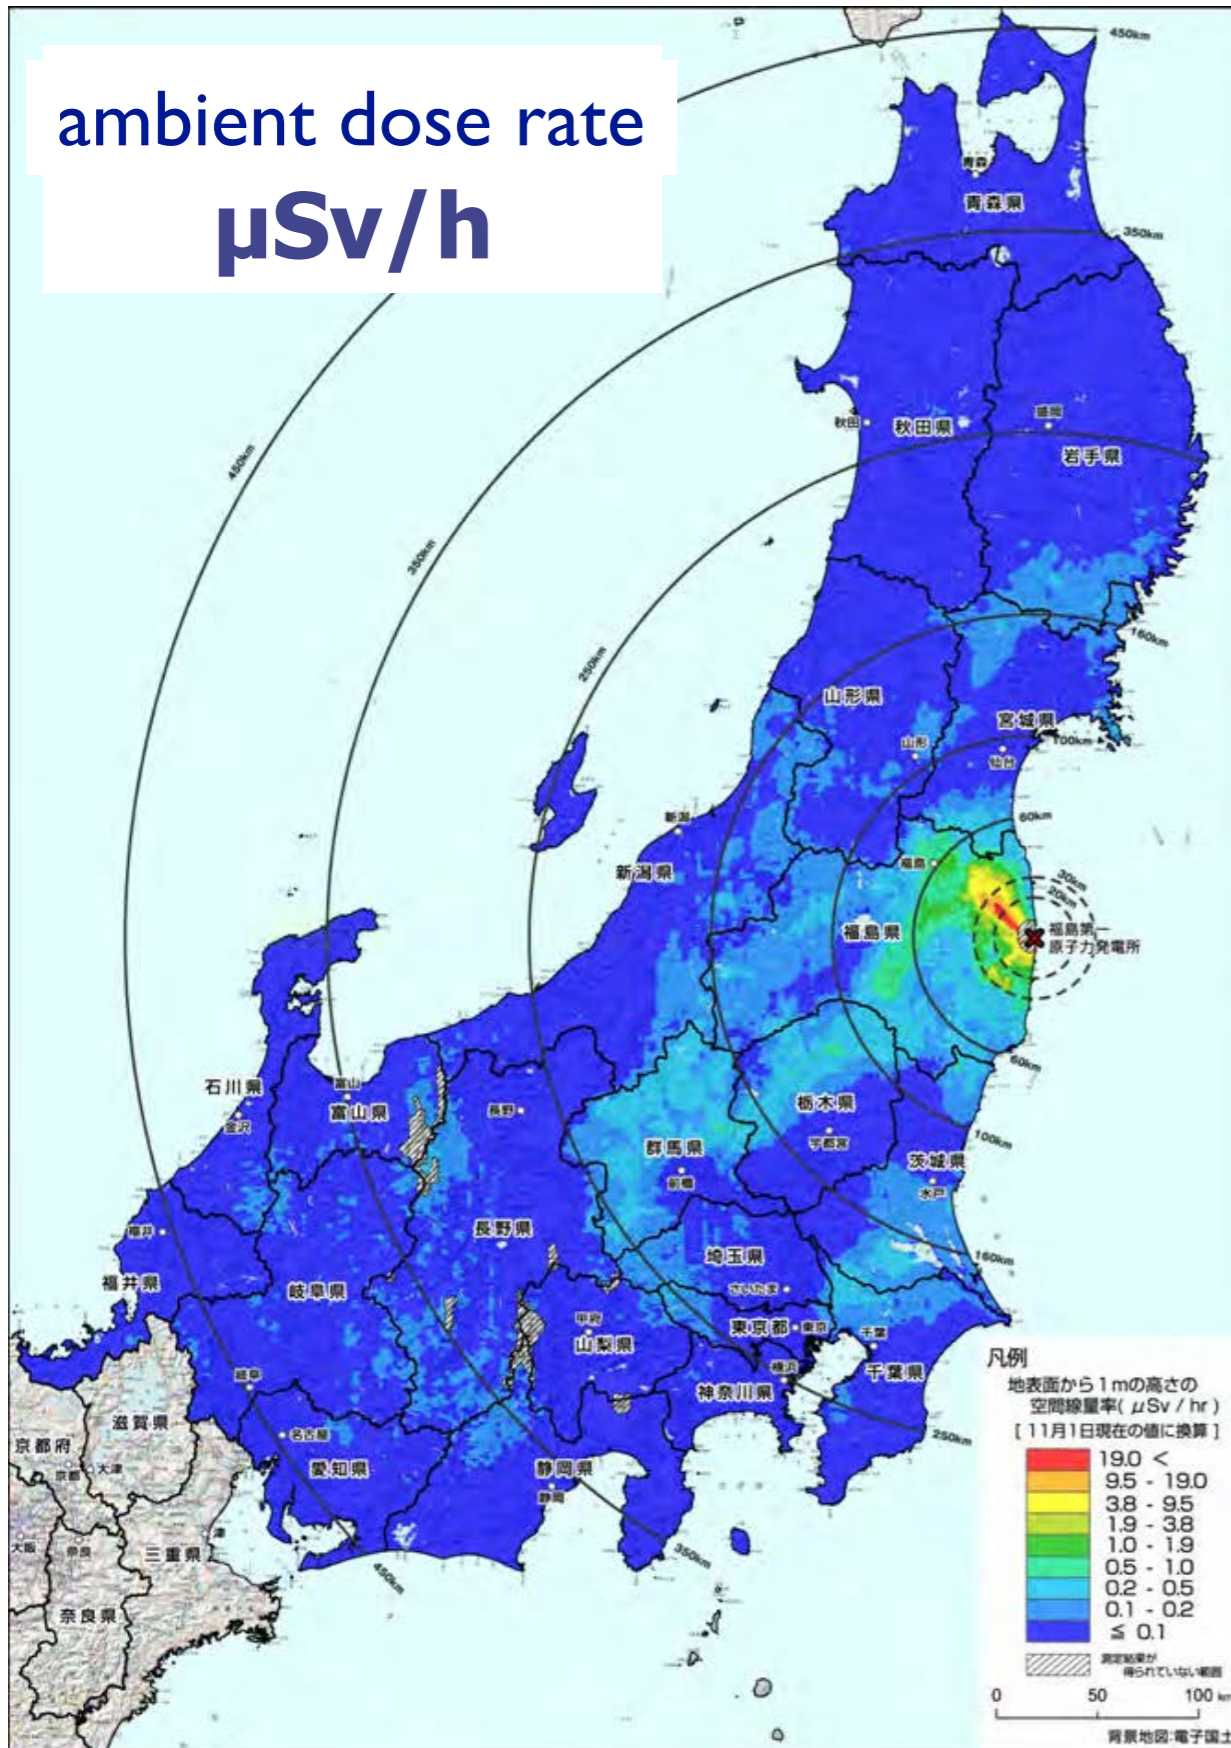 ambient dose rate
µSv/h
450km
青森
青森県
350km
秋田
秋田県
盛岡
岩手県
450km
350km
250km
160km
山形県
宮城県
山形
仙台
100km
新潟
新潟県
60km
福島
30km
20km
福島県
福島第一
原子力発電所
60km
石川県
金沢
富山
富山県
長野
栃木県
宇都宮
100km
群馬県
前橋
茨城県
水戸
長野県
160km
福井
福井県
岐阜県
埼玉県
さいたま
甲府
山梨県
東京都
東京
千葉
千葉県
横浜
神奈川県
250km
岐阜
滋賀県
京都府
京都
大津
名古屋
愛知県
静岡県
静岡
350km
450km
大阪
奈良
津
三重県
奈良県
凡例
地表面から1mの高さの
空間線量率(μSv/hr)
[11月1日現在の値に換算]
19.0 <
9.5 - 19.0
3.8 - 9.5
1.9 - 3.8
1.0 - 1.9
0.5 - 1.0
0.2 - 0.5
0.1 - 0.2
≦ 0.1
測定結果が
得られていない範囲
0 50 100 km
背景地図:電子国土